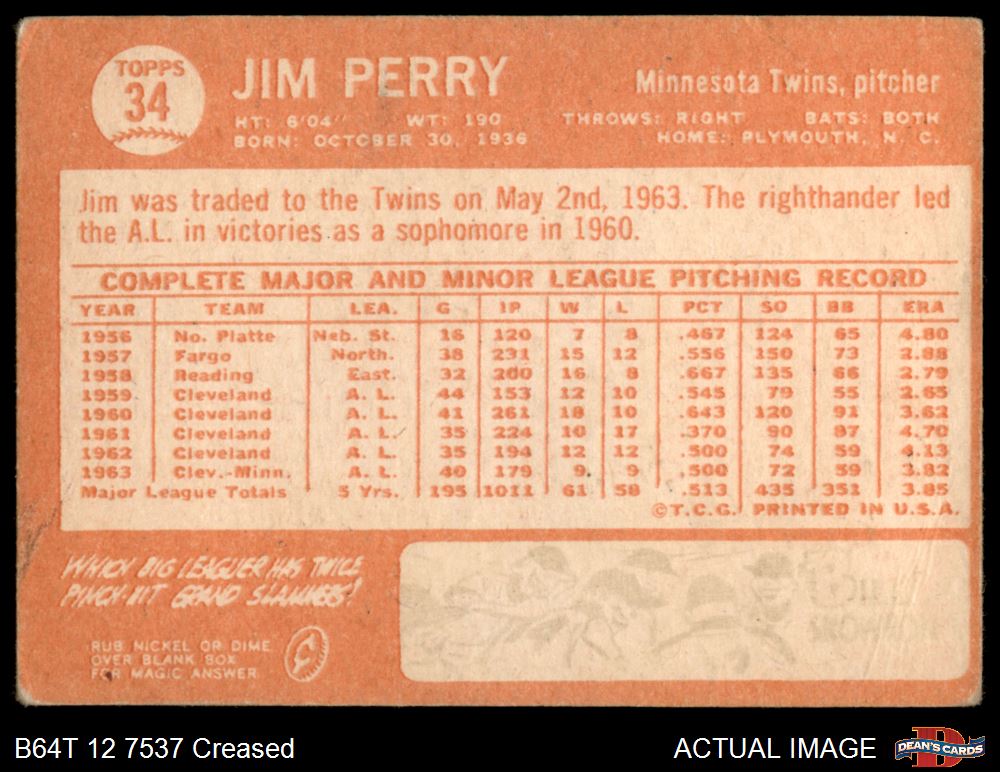 TOPPS
34
JIM PERRY
Minnesota Twins, pitcher
HT: 6'04" WT: 190 THROWS: RIGHT BATS: BOTH
BORN: OCTOBER 30, 1936 HOME: PLYMOUTH, N. C.
Jim was traded to the Twins on May 2nd, 1963. The righthander led
the A.L. in victories as a sophomore in 1960.
COMPLETE MAJOR AND MINOR LEAGUE PITCHING RECORD
YEAR TEAM LEA. G IP W L PCT SO BB ERA
1956 No. Platte Neb. St. 16 120 7 8 .467 124 65 4.80
1957 Fargo North. 38 231 15 12 .556 150 73 2.88
1958 Reading East. 32 200 16 8 .667 135 66 2.79
1959 Cleveland A. L. 44 153 12 10 .545 79 55 2.65
1960 Cleveland A. L. 41 261 18 10 .643 120 91 3.62
1961 Cleveland A. L. 35 224 10 17 .370 90 87 4.70
1962 Cleveland A. L. 35 194 12 12 .500 74 59 4.13
1963 Clev.-Minn. A. L. 40 179 9 9 .500 72 59 3.82
Major League Totals 5 Yrs. 195 1011 61 58 .513 435 351 3.85
©T.C.G. PRINTED IN U.S.A.
WHICH BIG LEAGUER HAS TWICE
PINCH-HIT GRAND SLAMMERS?
RUB NICKEL OR DIME
OVER BLANK BOX
FOR MAGIC ANSWER
B64T 12 7537 Creased
ACTUAL IMAGE
DEAN'S CARDS